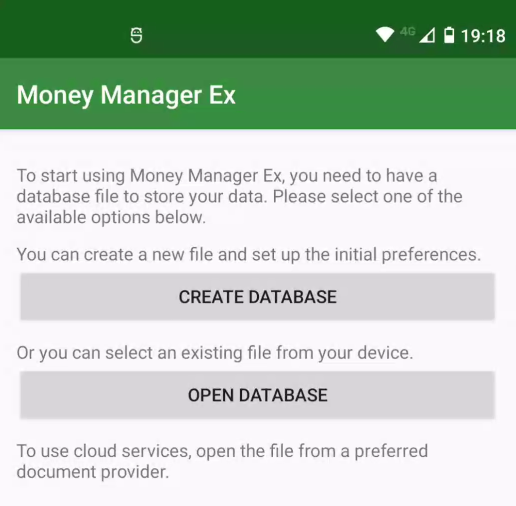 4G 19:18
Money Manager Ex
To start using Money Manager Ex, you need to have a
database file to store your data. Please select one of the
available options below.
You can create a new file and set up the initial preferences.
CREATE DATABASE
Or you can select an existing file from your device.
OPEN DATABASE
To use cloud services, open the file from a preferred
document provider.